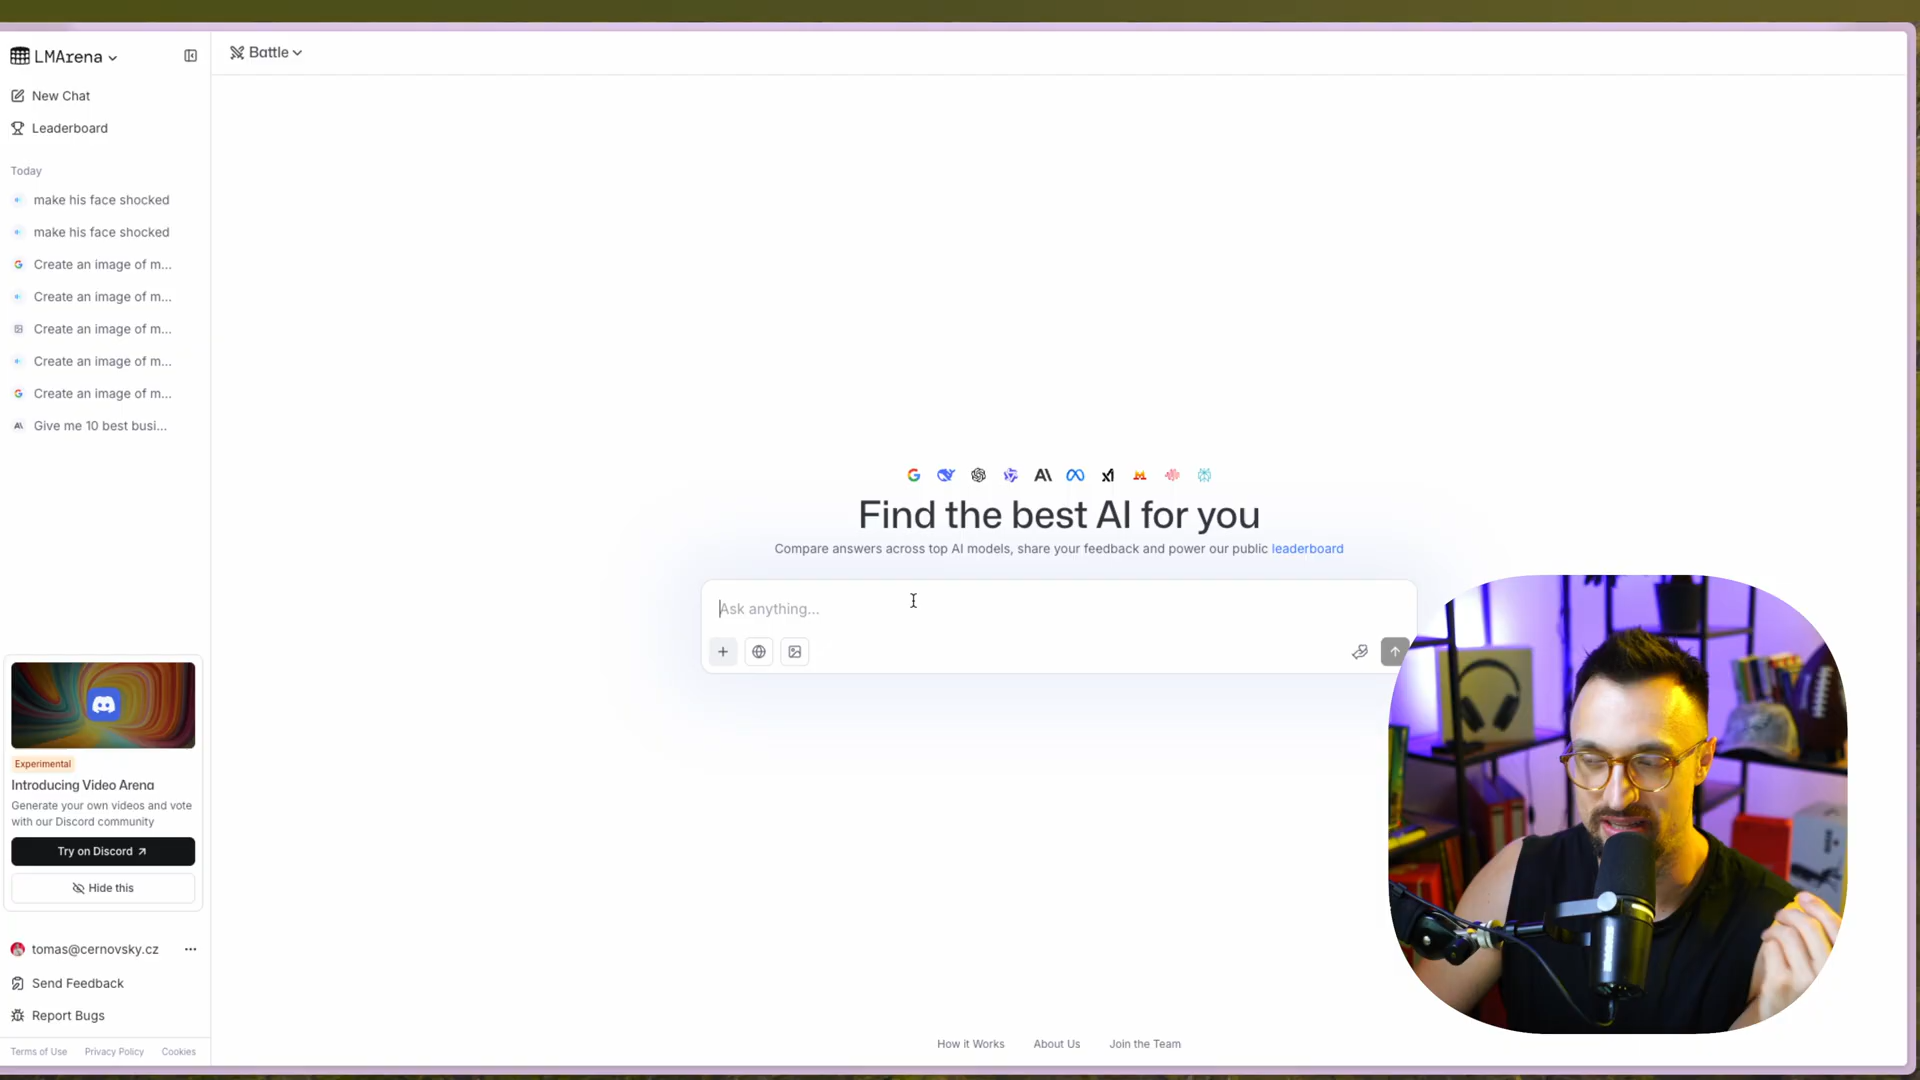 LMArena
Battle
New Chat
Leaderboard
Today
make his face shocked
make his face shocked
Create an image of m...
Create an image of m...
Create an image of m...
Create an image of m...
Create an image of m...
Give me 10 best busi...
Find the best AI for you
Compare answers across top AI models, share your feedback and power our public leaderboard
Ask anything...
Experimental
Introducing Video Arena
Generate your own videos and vote
with our Discord community
Try on Discord
Hide this
tomas@cernovsky.cz
Send Feedback
Report Bugs
Terms of Use Privacy Policy Cookies
How it Works About Us Join the Team